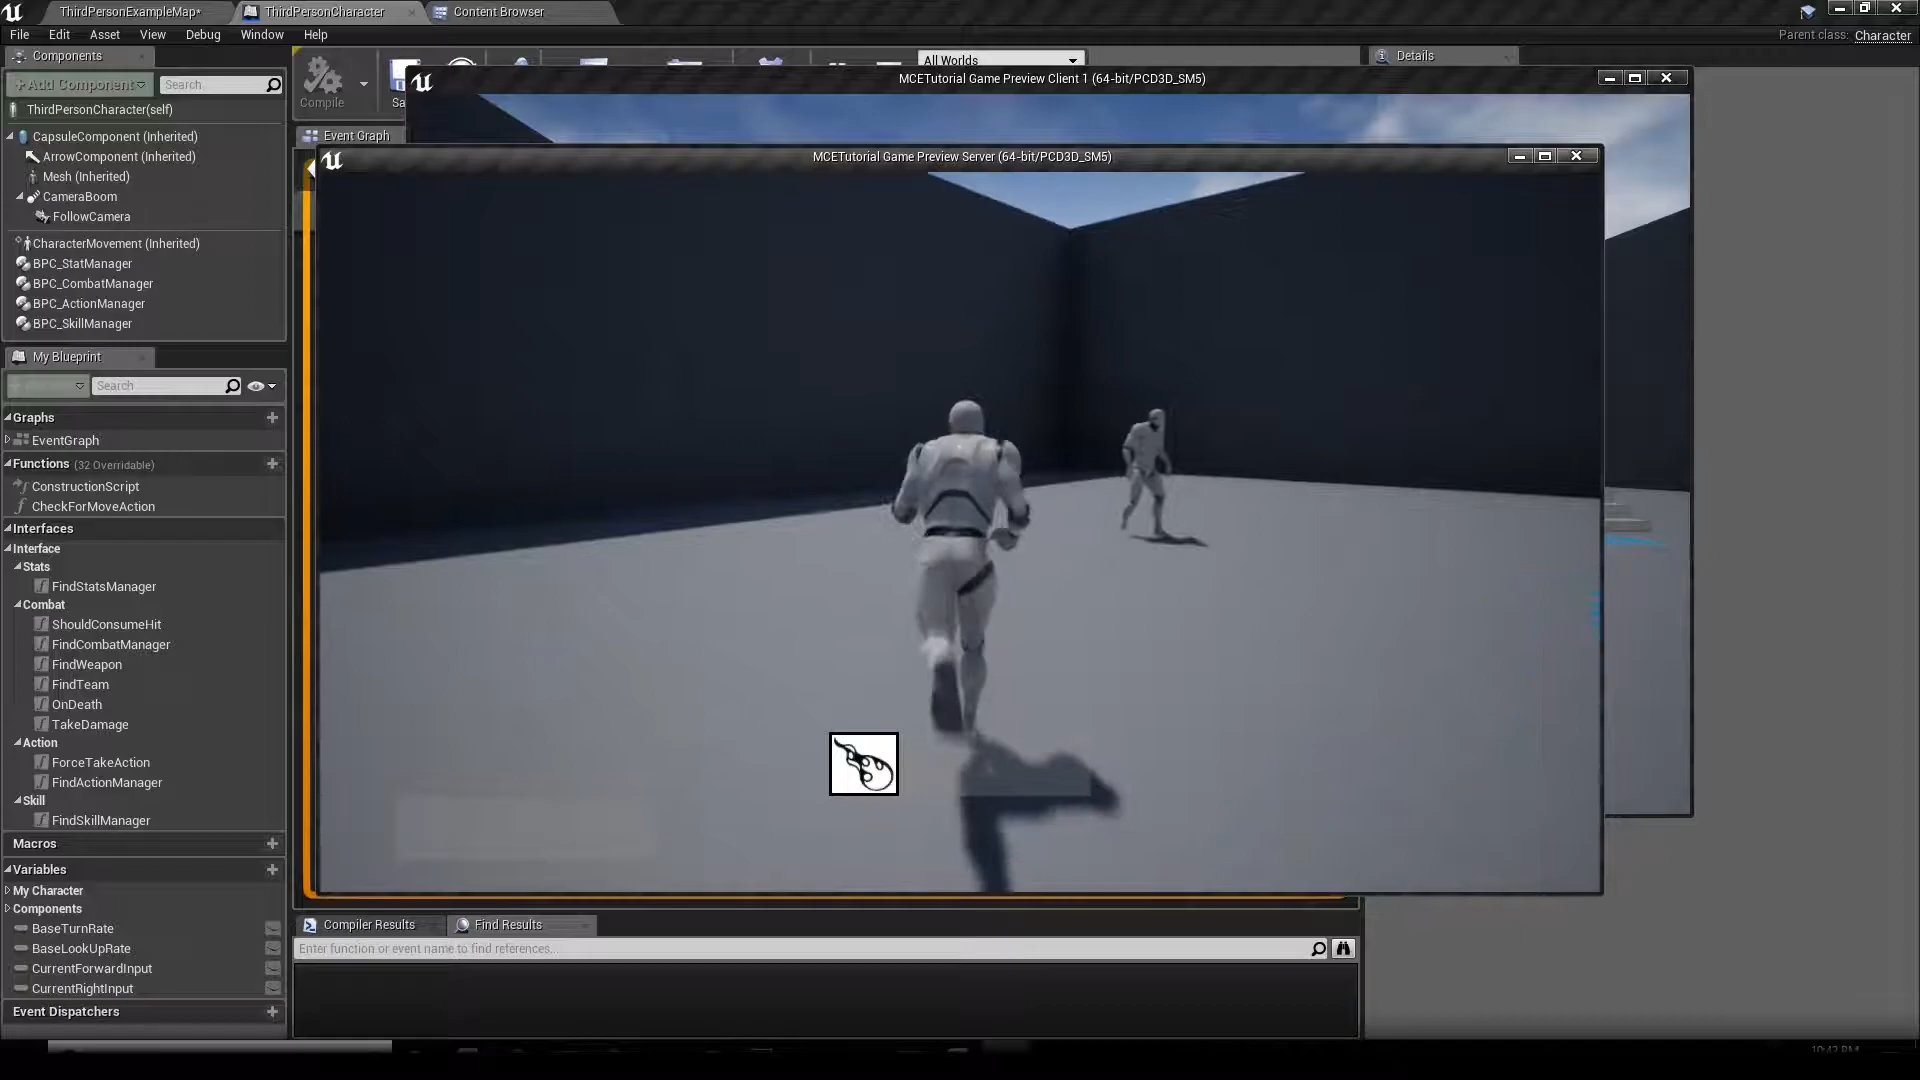 ThirdPersonExampleMap*
ThirdPersonCharacter
Content Browser
File Edit Asset View Debug Window Help
Parent class: Character
Components
Details
All Worlds
+Add Component
Search
MCETutorial Game Preview Client 1 (64-bit/PCD3D_SM5)
Compile
ThirdPersonCharacter(self)
Event Graph
CapsuleComponent (Inherited)
ArrowComponent (Inherited)
MCETutorial Game Preview Server (64-bit/PCD3D_SM5)
Mesh (Inherited)
CameraBoom
FollowCamera
CharacterMovement (Inherited)
BPC_StatManager
BPC_CombatManager
BPC_ActionManager
BPC_SkillManager
My Blueprint
Search
Graphs
EventGraph
Functions (32 Overridable)
ConstructionScript
CheckForMoveAction
Interfaces
Interface
Stats
FindStatsManager
Combat
ShouldConsumeHit
FindCombatManager
FindWeapon
FindTeam
OnDeath
TakeDamage
Action
ForceTakeAction
FindActionManager
Skill
FindSkillManager
Macros
Variables
My Character
Components
BaseTurnRate
BaseLookUpRate
CurrentForwardInput
CurrentRightInput
Event Dispatchers
Compiler Results
Find Results
Enter function or event name to find references...